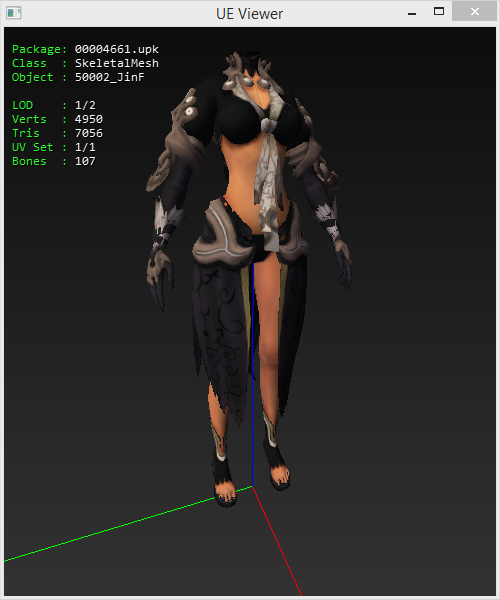 UE Viewer
Package: 00004661.upk
Class : SkeletalMesh
Object : 50002_JinF
LOD : 1/2
Verts : 4950
Tris : 7056
UV Set : 1/1
Bones : 107